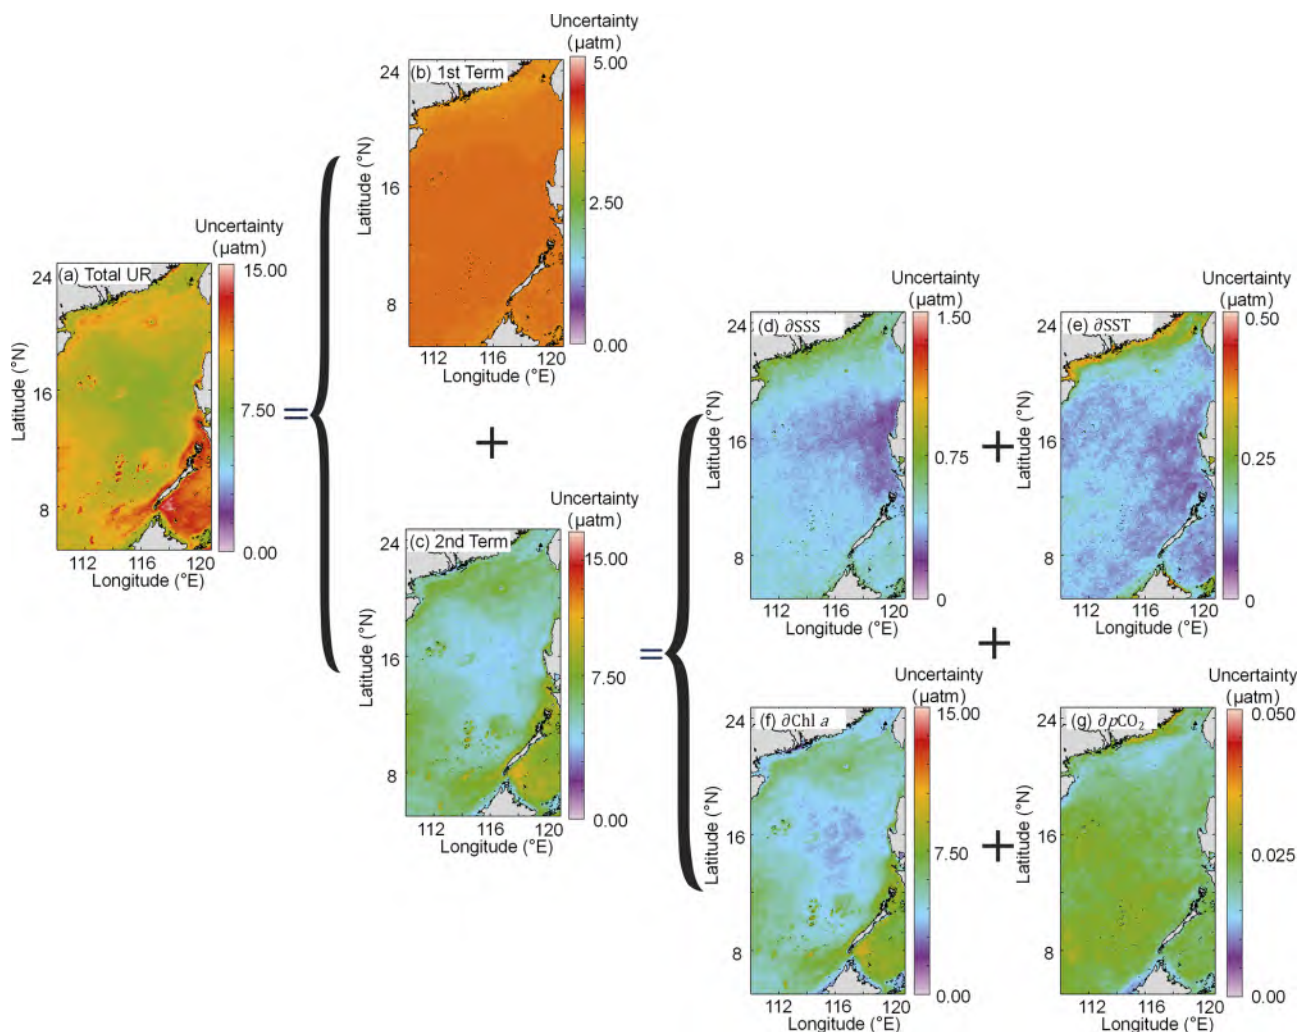 Uncertainty
(µatm)
(b) 1st Term
5.00
24
16
8
2.50
0.00
Latitude (°N)
112 116 120
Longitude (°E)
Uncertainty
(µatm)
(a) Total UR
15.00
24
16
8
7.50
0.00
Latitude (°N)
112 116 120
Longitude (°E)
=
+
Uncertainty
(µatm)
(c) 2nd Term
15.00
24
16
8
7.50
0.00
Latitude (°N)
112 116 120
Longitude (°E)
=
Uncertainty
(µatm)
(d) ∂SSS
1.50
24
16
8
0.75
0
Latitude (°N)
112 116 120
Longitude (°E)
+
Uncertainty
(µatm)
(e) ∂SST
0.50
24
16
8
0.25
0
Latitude (°N)
112 116 120
Longitude (°E)
+
Uncertainty
(µatm)
(f) ∂Chl a
15.00
24
16
8
7.50
0.00
Latitude (°N)
112 116 120
Longitude (°E)
+
Uncertainty
(µatm)
(g) ∂pCO₂
0.050
24
16
8
0.025
0.00
Latitude (°N)
112 116 120
Longitude (°E)